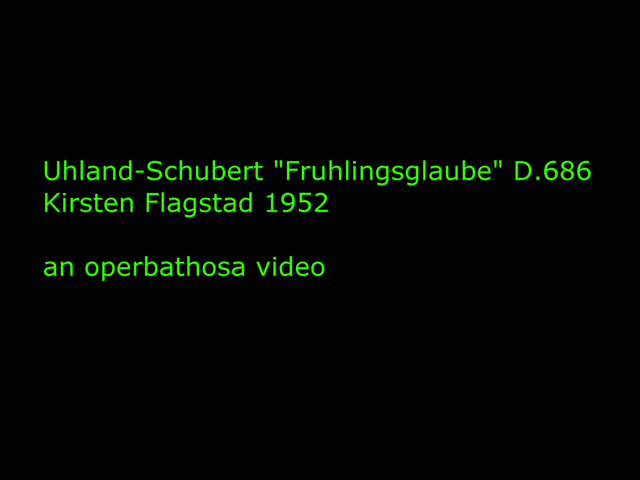 Uhland-Schubert "Fruhlingsglaube" D.686
Kirsten Flagstad 1952
an operbathosa video